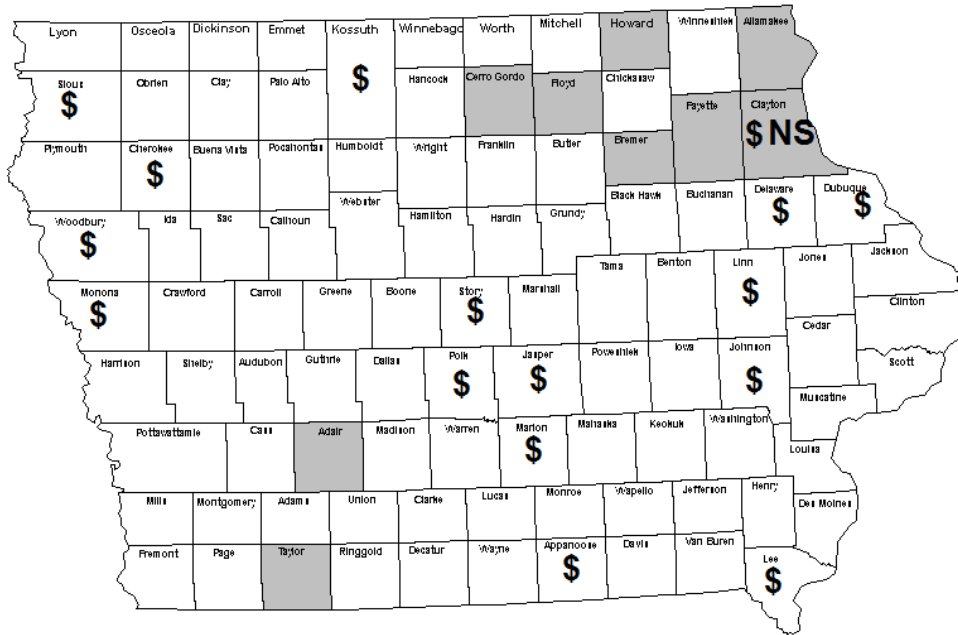 Lyon Osceola Dickinson Emmet Kossuth Winnebago Worth Mitchell Howard Winneshiek Allamakee
Sioux Obrien Clay Palo Alto $ Hancock Cerro Gordo Floyd Chickasaw Fayette Clayton
$ $ NS
Plymouth Cherokee Buena Vista Pocahontas Humboldt Wright Franklin Butler Bremer
$
Woodbury Ida Sac Calhoun Webster Hamilton Hardin Grundy Black Hawk Buchanan Delaware Dubuque
$ $ $
Monona Crawford Carroll Greene Boone Story Marshall Tama Benton Linn Jones Jackson
$ $ $ Clinton
Cedar
Harrison Shelby Audubon Guthrie Dallas Polk Jasper Poweshiek Iowa Johnson Scott
$ $ $
Muscatine
Pottawattamie Cass Adair Madison Warren Marion Mahaska Keokuk Washington
$ Louisa
Mills Montgomery Adams Union Clarke Lucas Monroe Wapello Jefferson Henry Des Moines
Fremont Page Taylor Ringgold Decatur Wayne Appanoose Davis Van Buren Lee
$ $